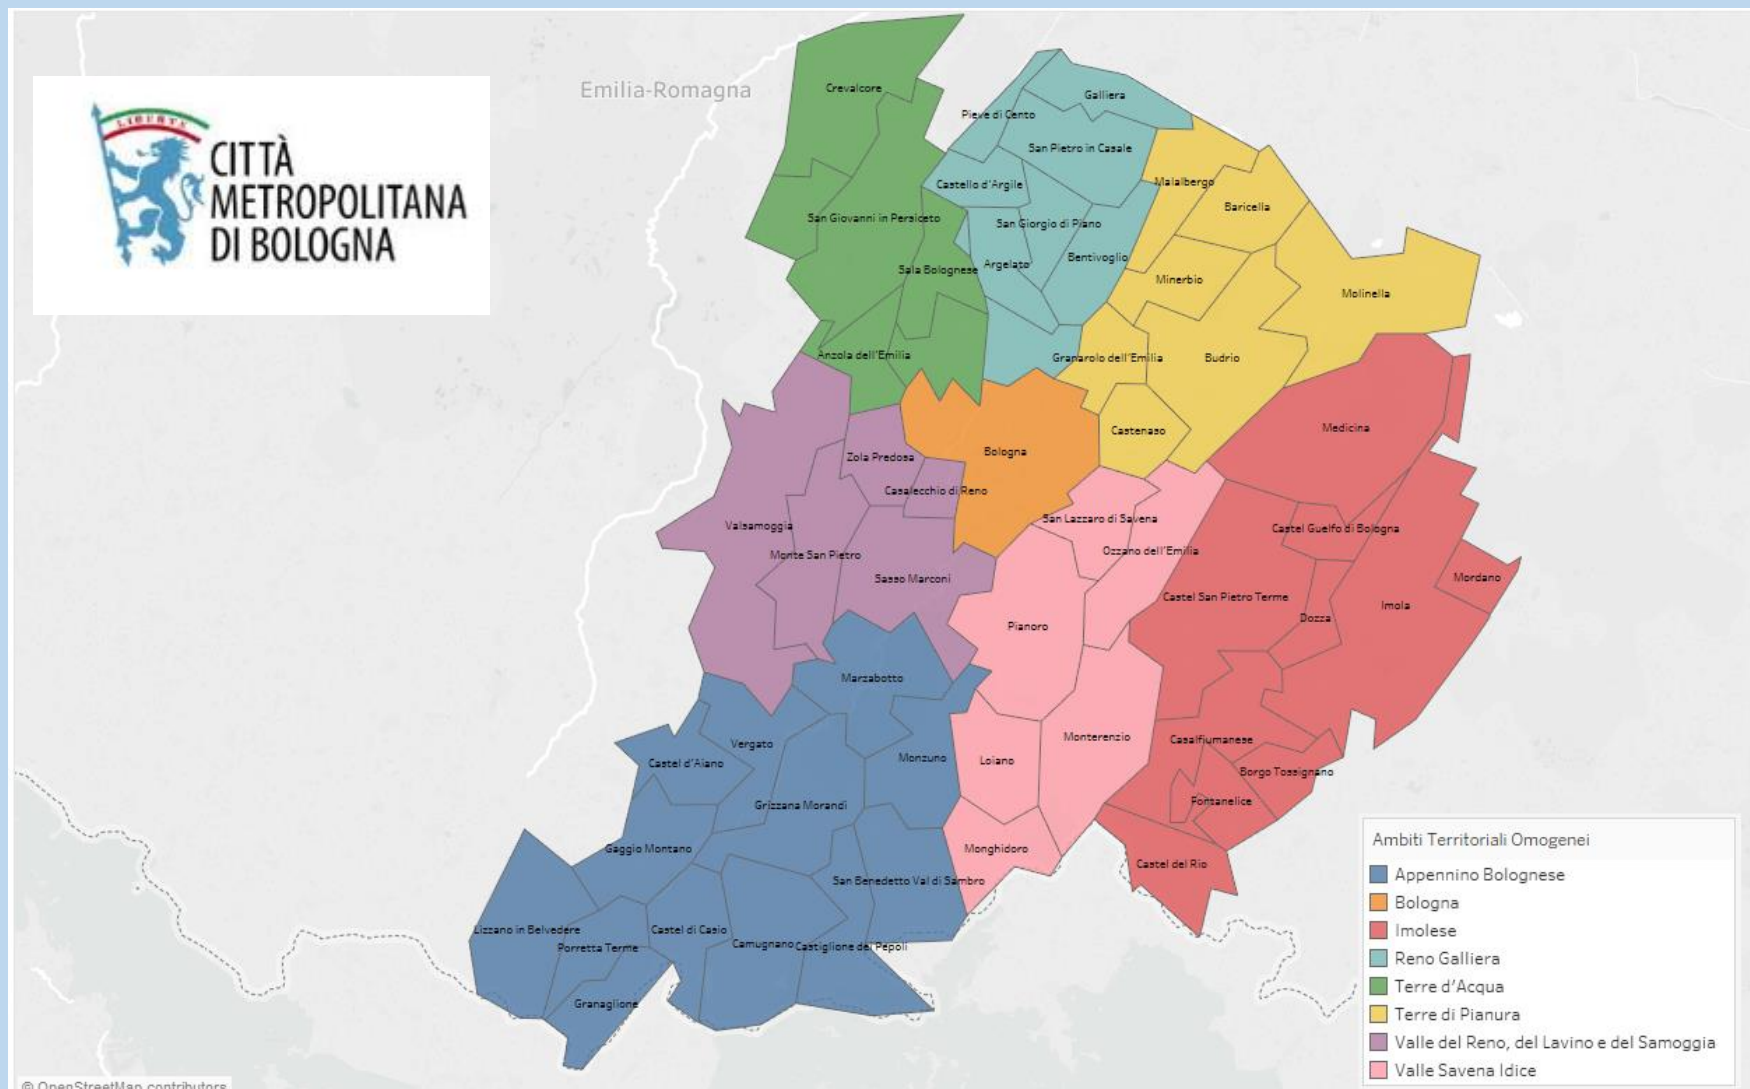 Emilia-Romagna
LIBERTAS
CITTÀ
METROPOLITANA
DI BOLOGNA
Crevalcore
Galliera
Pieve di Cento
San Pietro in Casale
Castello d'Argile
Malalbergo
Baricella
San Giovanni in Persiceto
San Giorgio di Piano
Sala Bolognese
Argelato
Bentivoglio
Minerbio
Molinella
Anzola dell'Emilia
Granarolo dell'Emilia
Budrio
Castenaso
Medicina
Bologna
Zola Predosa
Casalecchio di Reno
Valsamoggia
San Lazzaro di Savena
Castel Guelfo di Bologna
Monte San Pietro
Ozzano dell'Emilia
Sasso Marconi
Mordano
Castel San Pietro Terme
Imola
Dozza
Pianoro
Marzabotto
Vergato
Monterenzio
Casalfiumanese
Castel d'Aiano
Monzuno
Loiano
Borgo Tossignano
Grizzana Morandi
Fontanelice
Gaggio Montano
Monghidoro
Castel del Rio
San Benedetto Val di Sambro
Lizzano in Belvedere
Castel di Casio
Porretta Terme
Camugnano
Castiglione dei Pepoli
Granaglione
Ambiti Territoriali Omogenei
Appennino Bolognese
Bologna
Imolese
Reno Galliera
Terre d'Acqua
Terre di Pianura
Valle del Reno, del Lavino e del Samoggia
Valle Savena Idice
© OpenStreetMap contributors